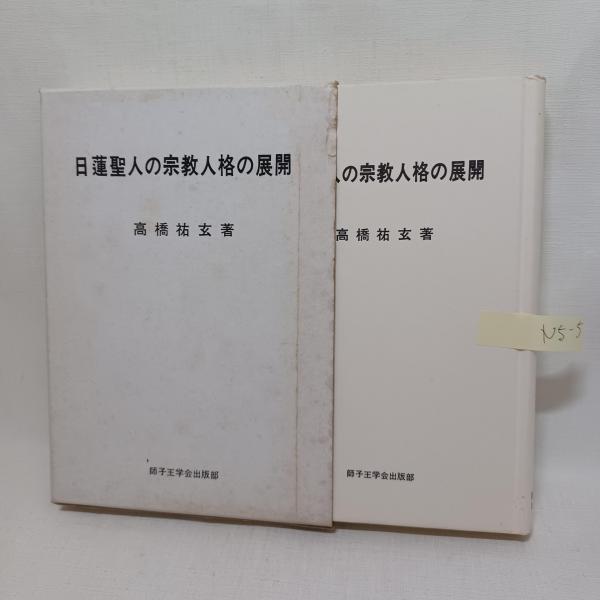 日蓮聖人の宗教人格の展開
高橋祐玄著
師子王学会出版部
人の宗教人格の展開
高橋祐玄著
師子王学会出版部
N5-5